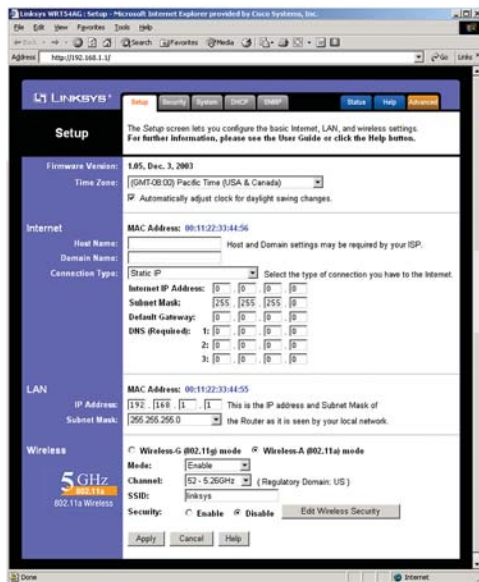 Linksys WRT54AG : Setup - Microsoft Internet Explorer provided by Cisco Systems, Inc.
File Edit View Favorites Tools Help
Back Search Favorites Media
Address http://192.168.1.1/ Go Links
LINKSYS® Setup Security System DHCP Status Help Advanced
Setup
The Setup screen lets you configure the basic Internet, LAN, and wireless settings.
For further information, please see the User Guide or click the Help button.
Firmware Version: 1.05, Dec. 3, 2003
Time Zone: (GMT-08:00) Pacific Time (USA & Canada)
Automatically adjust clock for daylight saving changes.
Internet MAC Address: 00:11:22:33:44:56
Host Name: Host and Domain settings may be required by your ISP.
Domain Name:
Connection Type: Static IP Select the type of connection you have to the Internet.
Internet IP Address: 0 . 0 . 0 . 0
Subnet Mask: 255 . 255 . 255 . 0
Default Gateway: 0 . 0 . 0 . 0
DNS (Required): 1: 0 . 0 . 0 . 0
2: 0 . 0 . 0 . 0
3: 0 . 0 . 0 . 0
LAN MAC Address: 00:11:22:33:44:55
IP Address: 192 . 168 . 1 . 1 This is the IP address and Subnet Mask of
Subnet Mask: 255.255.255.0 the Router as it is seen by your local network.
Wireless Wireless-G (802.11g) mode Wireless-A (802.11a) mode
Mode: Enable
5 GHz
802.11a
802.11a Wireless
Channel: 52 - 5.26GHz ( Regulatory Domain: US )
SSID: linksys
Security: Enable Disable Edit Wireless Security
Apply Cancel Help
Done Internet